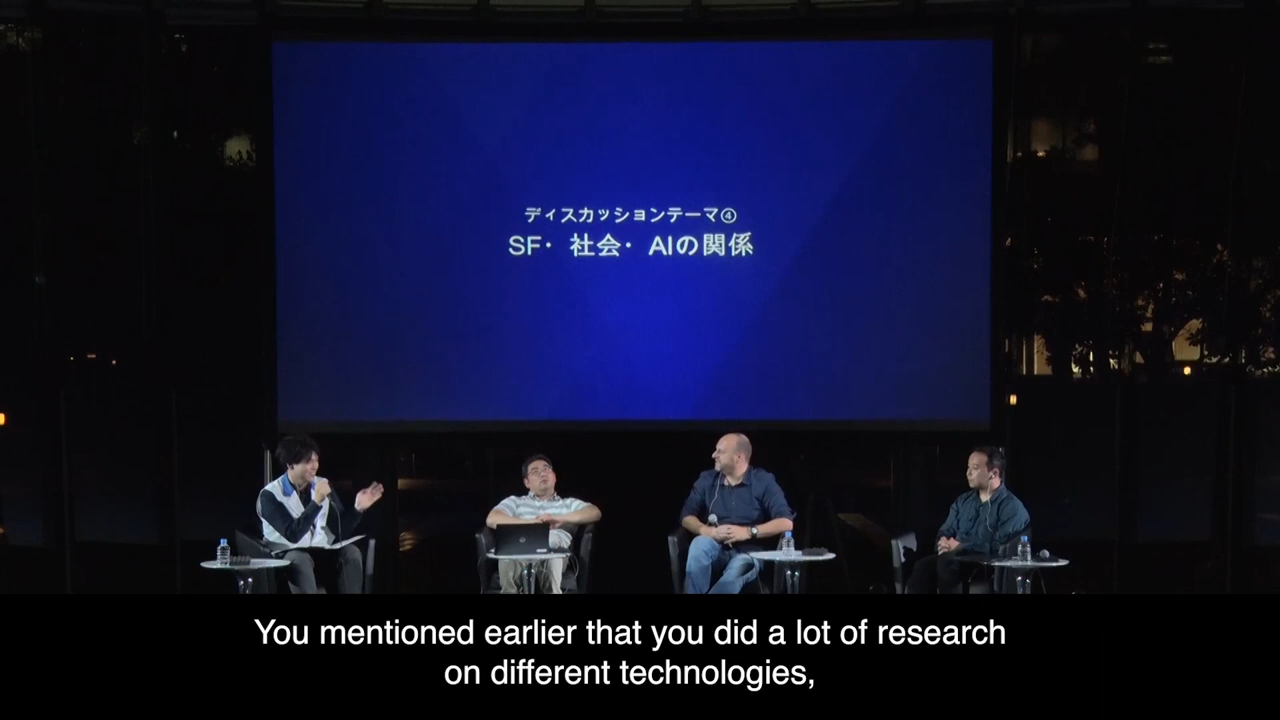 ディスカッションテーマ④
SF・社会・AIの関係
You mentioned earlier that you did a lot of research
on different technologies,